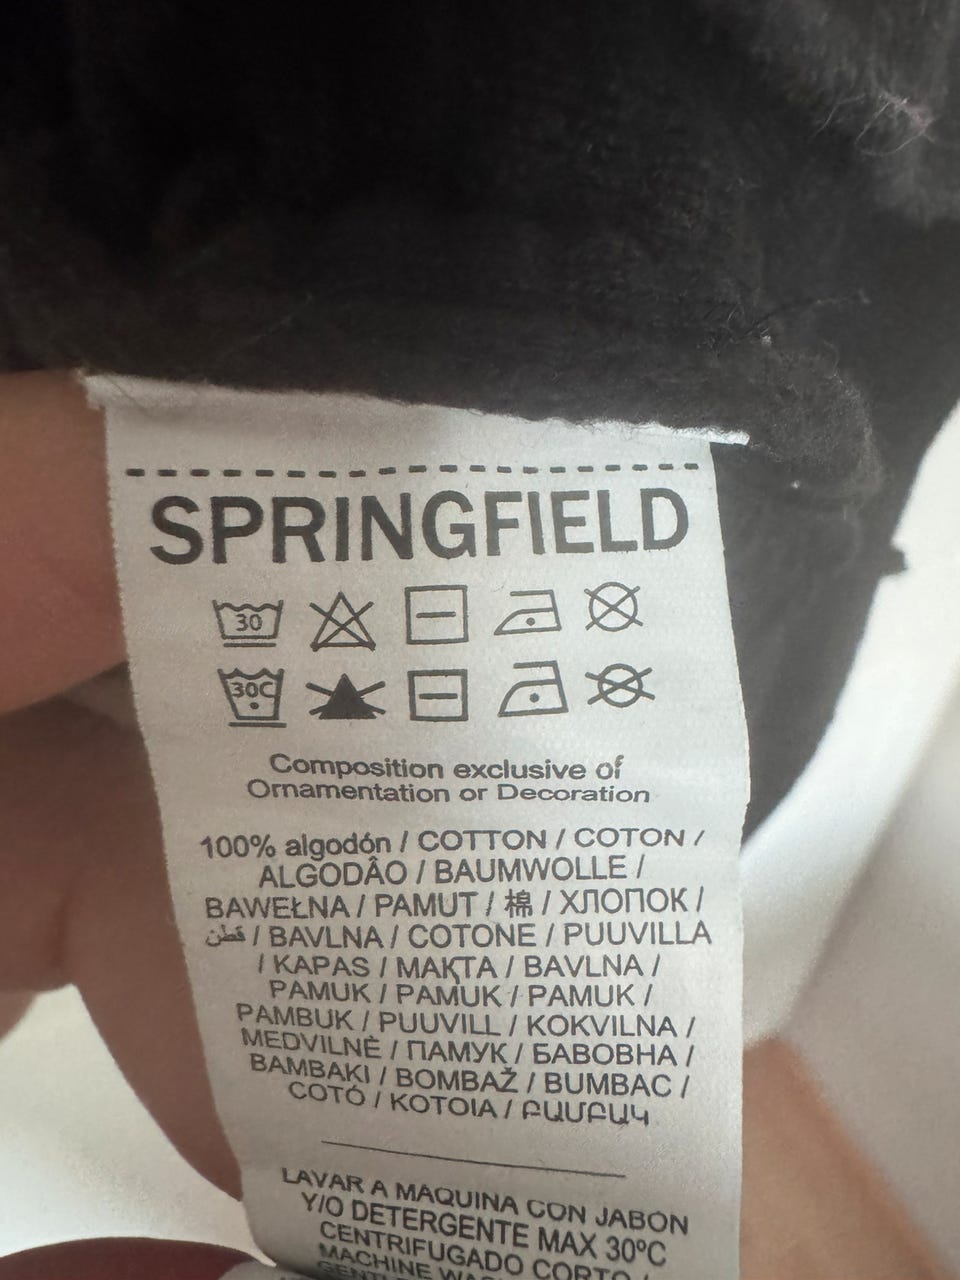 SPRINGFIELD
30
30C
Composition exclusive of
Ornamentation or Decoration
100% algodón / COTTON / COTON /
ALGODÂO / BAUMWOLLE /
BAWEŁNA / PAMUT / 棉 / ХЛОПОК /
قطن / BAVLNA / COTONE / PUUVILLA
/ KAPAS / МАҚТА / BAVLNA /
PAMUK / PAMUK / PAMUK /
PAMBUK / PUUVILL / KOKVILNA /
MEDVILNĖ / ПАМУК / БАВОВНА /
BAMBAKI / BOMBAŽ / BUMBAC /
COTÓ / KOTOIA / ԲԱՄԲԱԿ
LAVAR A MAQUINA CON JABON
Y/O DETERGENTE MAX 30ºC
CENTRIFUGADO CORTO /
MACHINE WAS